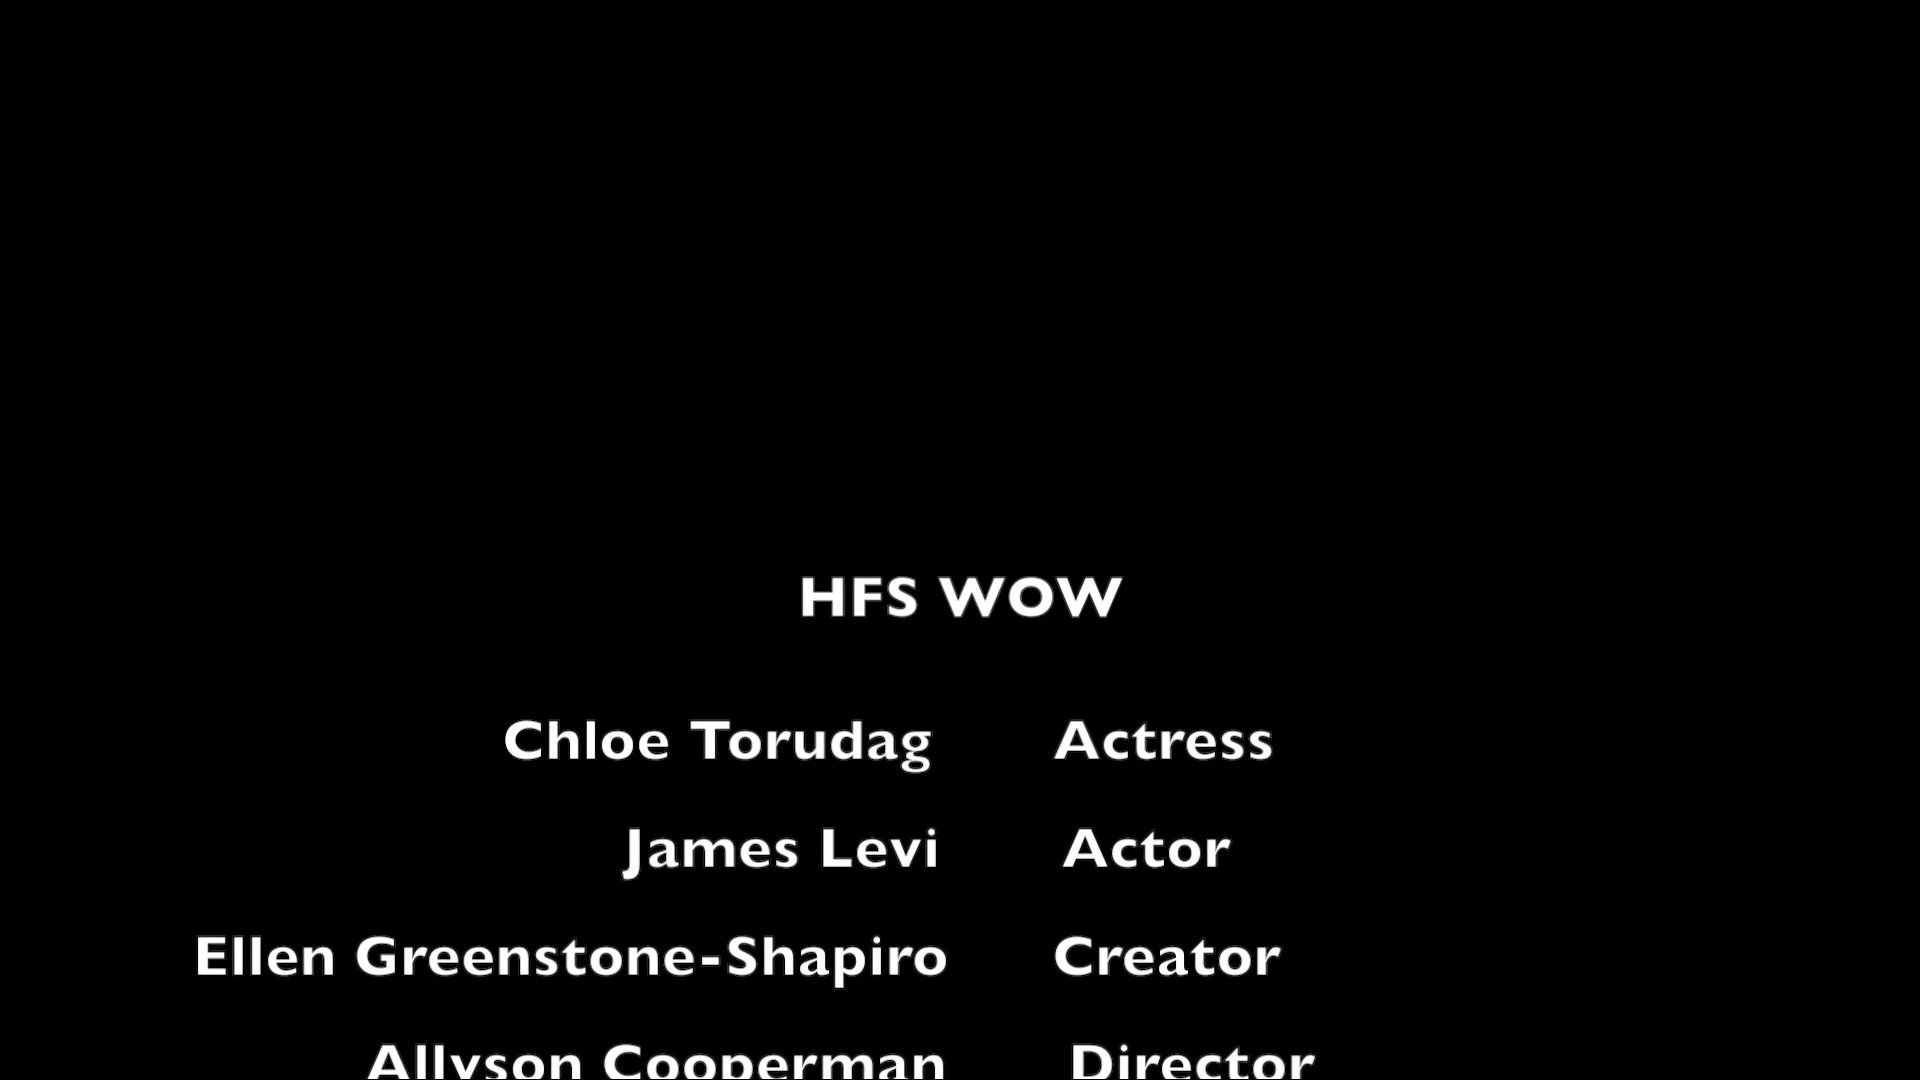 HFS WOW
Chloe Torudag Actress
James Levi Actor
Ellen Greenstone-Shapiro Creator
Allyson Cooperman Director